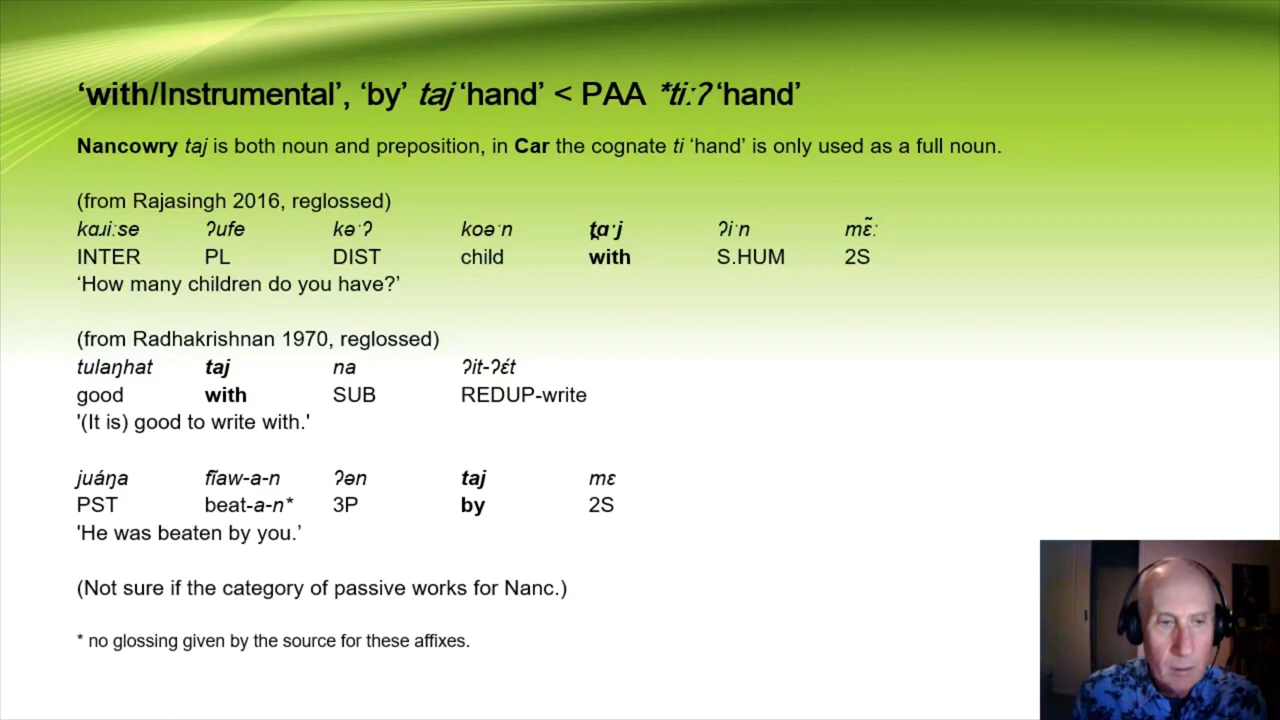 ‘with/Instrumental’, ‘by’ taj ‘hand’ < PAA *tiːʔ ‘hand’
Nancowry taj is both noun and preposition, in Car the cognate ti ‘hand’ is only used as a full noun.
(from Rajasingh 2016, reglossed)
kaɹiːse ʔufe kəˑʔ koəˑn t̪ɑˑj ʔiˑn mɛ̃ː
INTER PL DIST child with S.HUM 2S
‘How many children do you have?’
(from Radhakrishnan 1970, reglossed)
tulaŋhat taj na ʔit-ʔɛ́t
good with SUB REDUP-write
'(It is) good to write with.'
juáŋa fĩaw-a-n ʔən taj mɛ
PST beat-a-n* 3P by 2S
'He was beaten by you.’
(Not sure if the category of passive works for Nanc.)
* no glossing given by the source for these affixes.